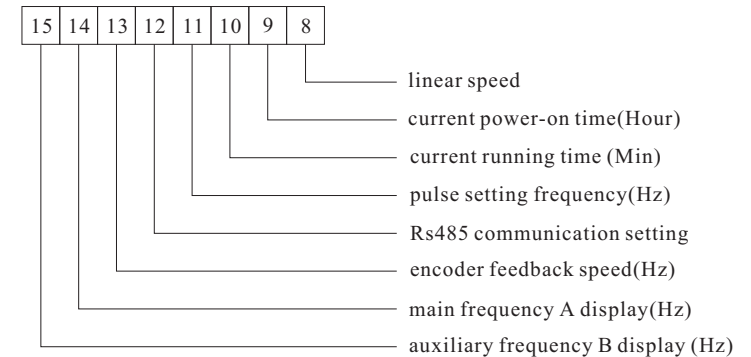 15 14 13 12 11 10 9 8
linear speed
current power-on time(Hour)
current running time (Min)
pulse setting frequency(Hz)
Rs485 communication setting
encoder feedback speed(Hz)
main frequency A display(Hz)
auxiliary frequency B display (Hz)